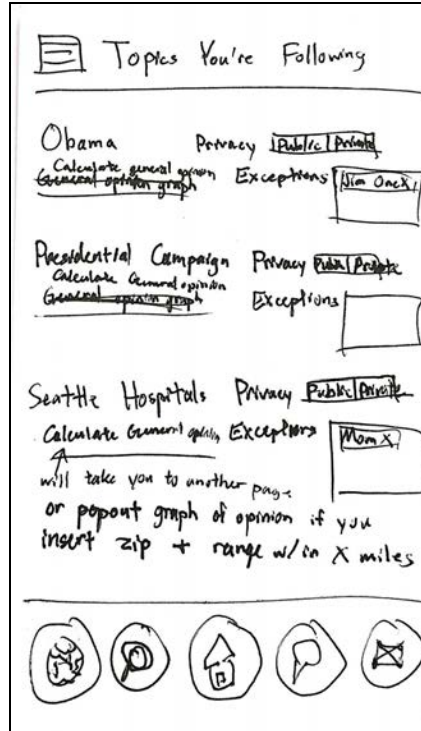 Topics You're Following
Obama Privacy Public Private
Calculate general opinion
General opinion graph
Exceptions Jim One X
Presidential Campaign Privacy Public Private
Calculate General opinion
General opinion graph
Exceptions
Seattle Hospitals Privacy Public Private
Calculate General opinion Exceptions Mom X
will take you to another page
or popout graph of opinion if you
insert zip + range w/in X miles